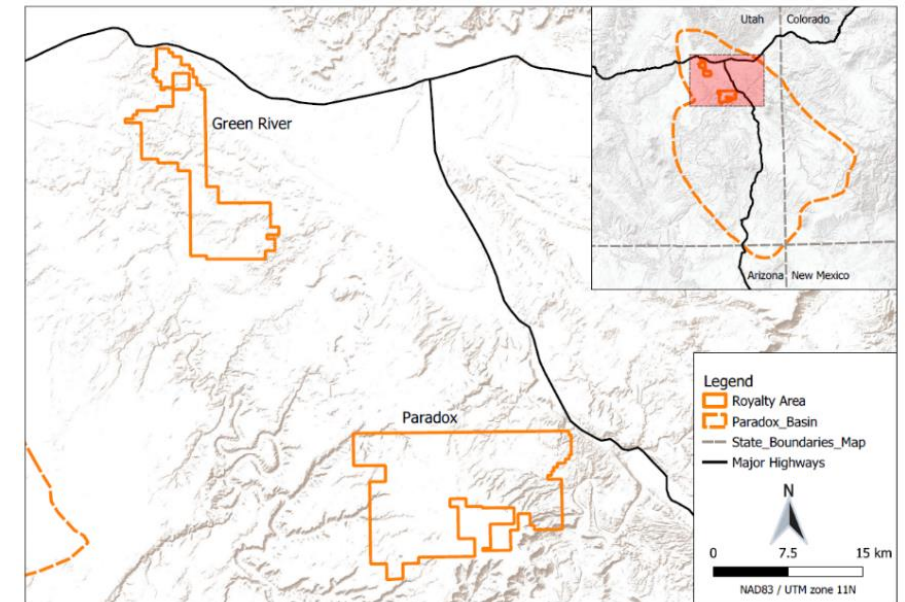 Utah Colorado
Green River
Arizona New Mexico
Paradox
Legend
Royalty Area
Paradox_Basin
State_Boundaries_Map
Major Highways
N
0 7.5 15 km
NAD83 / UTM zone 11N